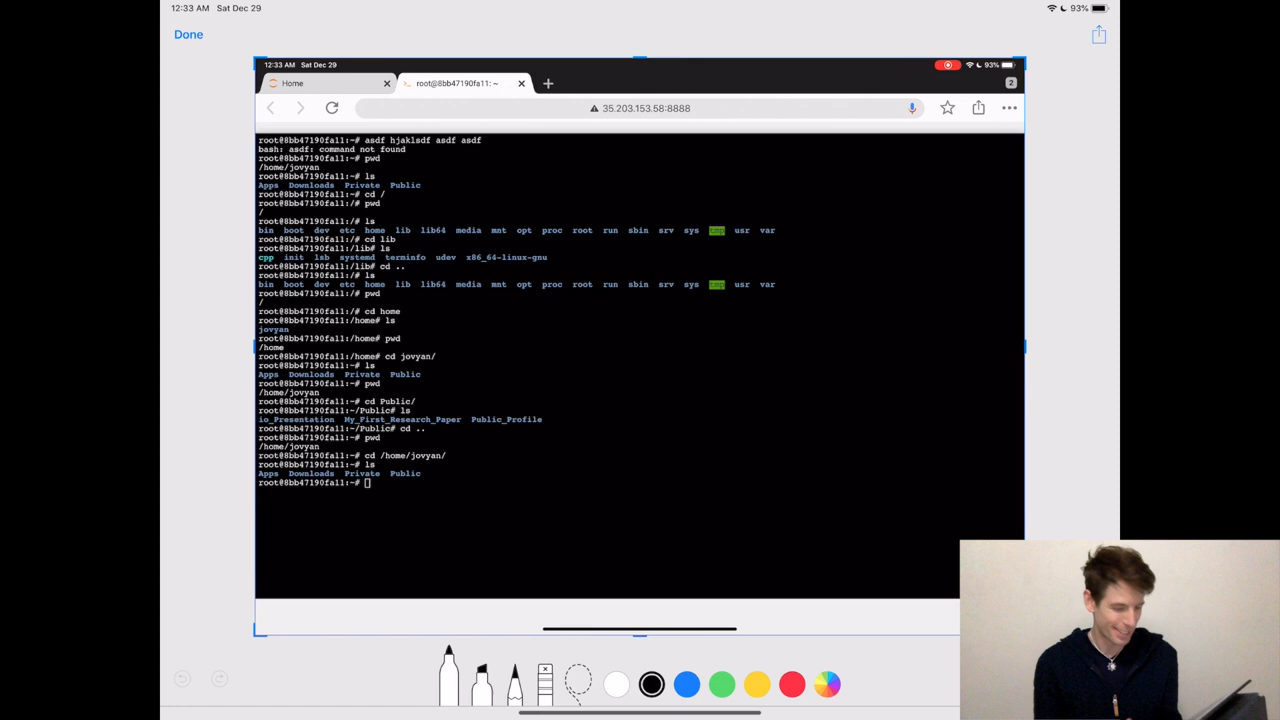 12:33 AM Sat Dec 29
93%
Done
12:33 AM Sat Dec 29
93%
Home
root@8bb47190fa11: ~
2
35.203.153.58:8888
root@8bb47190fa11:~# asdf hjaklsdf asdf asdf
bash: asdf: command not found
root@8bb47190fa11:~# pwd
/home/jovyan
root@8bb47190fa11:~# ls
Apps Downloads Private Public
root@8bb47190fa11:~# cd /
root@8bb47190fa11:/# pwd
/
root@8bb47190fa11:/# ls
bin boot dev etc home lib lib64 media mnt opt proc root run sbin srv sys tmp usr var
root@8bb47190fa11:/# cd lib
root@8bb47190fa11:/lib# ls
cpp init lsb systemd terminfo udev x86_64-linux-gnu
root@8bb47190fa11:/lib# cd ..
root@8bb47190fa11:/# ls
bin boot dev etc home lib lib64 media mnt opt proc root run sbin srv sys tmp usr var
root@8bb47190fa11:/# pwd
/
root@8bb47190fa11:/# cd home
root@8bb47190fa11:/home# ls
jovyan
root@8bb47190fa11:/home# pwd
/home
root@8bb47190fa11:/home# cd jovyan/
root@8bb47190fa11:~# ls
Apps Downloads Private Public
root@8bb47190fa11:~# pwd
/home/jovyan
root@8bb47190fa11:~# cd Public/
root@8bb47190fa11:~/Public# ls
io_Presentation My_First_Research_Paper Public_Profile
root@8bb47190fa11:~/Public# cd ..
root@8bb47190fa11:~# pwd
/home/jovyan
root@8bb47190fa11:~# cd /home/jovyan/
root@8bb47190fa11:~# ls
Apps Downloads Private Public
root@8bb47190fa11:~#